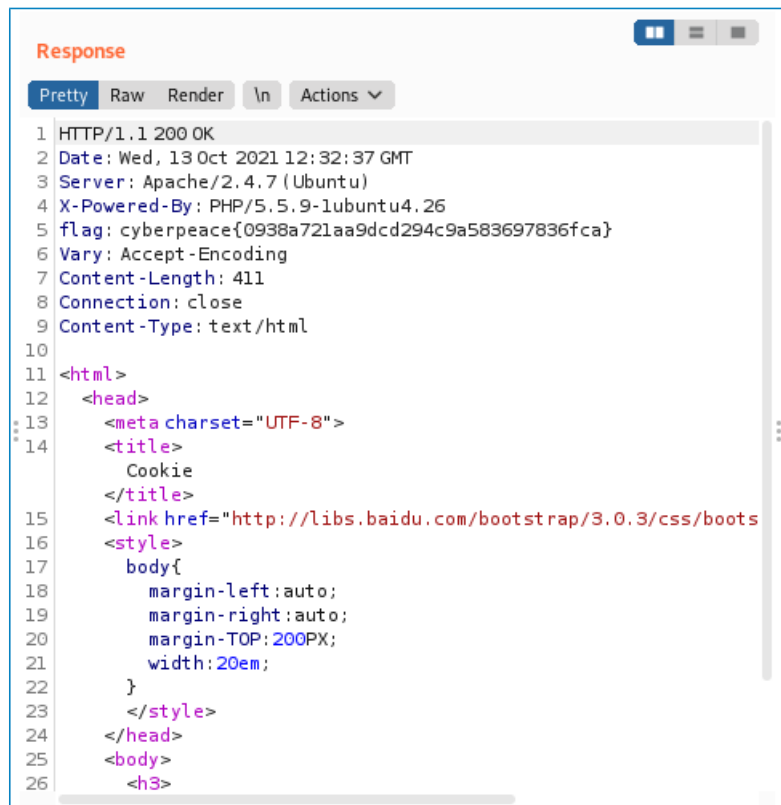 Response
Pretty Raw Render \n Actions
1 HTTP/1.1 200 OK
2 Date: Wed, 13 Oct 2021 12:32:37 GMT
3 Server: Apache/2.4.7 (Ubuntu)
4 X-Powered-By: PHP/5.5.9-1ubuntu4.26
5 flag: cyberpeace{0938a721aa9dcd294c9a583697836fca}
6 Vary: Accept-Encoding
7 Content-Length: 411
8 Connection: close
9 Content-Type: text/html
10
11 <html>
12 <head>
13 <meta charset="UTF-8">
14 <title>
Cookie
</title>
15 <link href="http://libs.baidu.com/bootstrap/3.0.3/css/boots
16 <style>
17 body{
18 margin-left:auto;
19 margin-right:auto;
20 margin-TOP:200PX;
21 width:20em;
22 }
23 </style>
24 </head>
25 <body>
26 <h3>